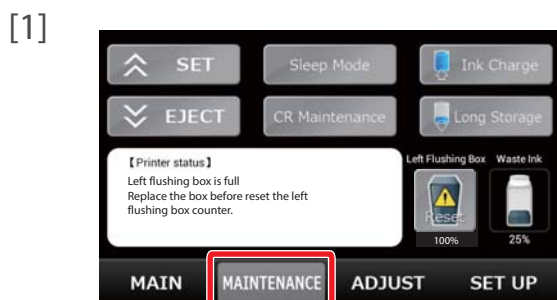 [1]
SET
Sleep Mode
Ink Charge
EJECT
CR Maintenance
Long Storage
【Printer status】
Left flushing box is full
Replace the box before reset the left
flushing box counter.
Left Flushing Box
Waste Ink
Reset
100%
25%
MAIN
MAINTENANCE
ADJUST
SET UP